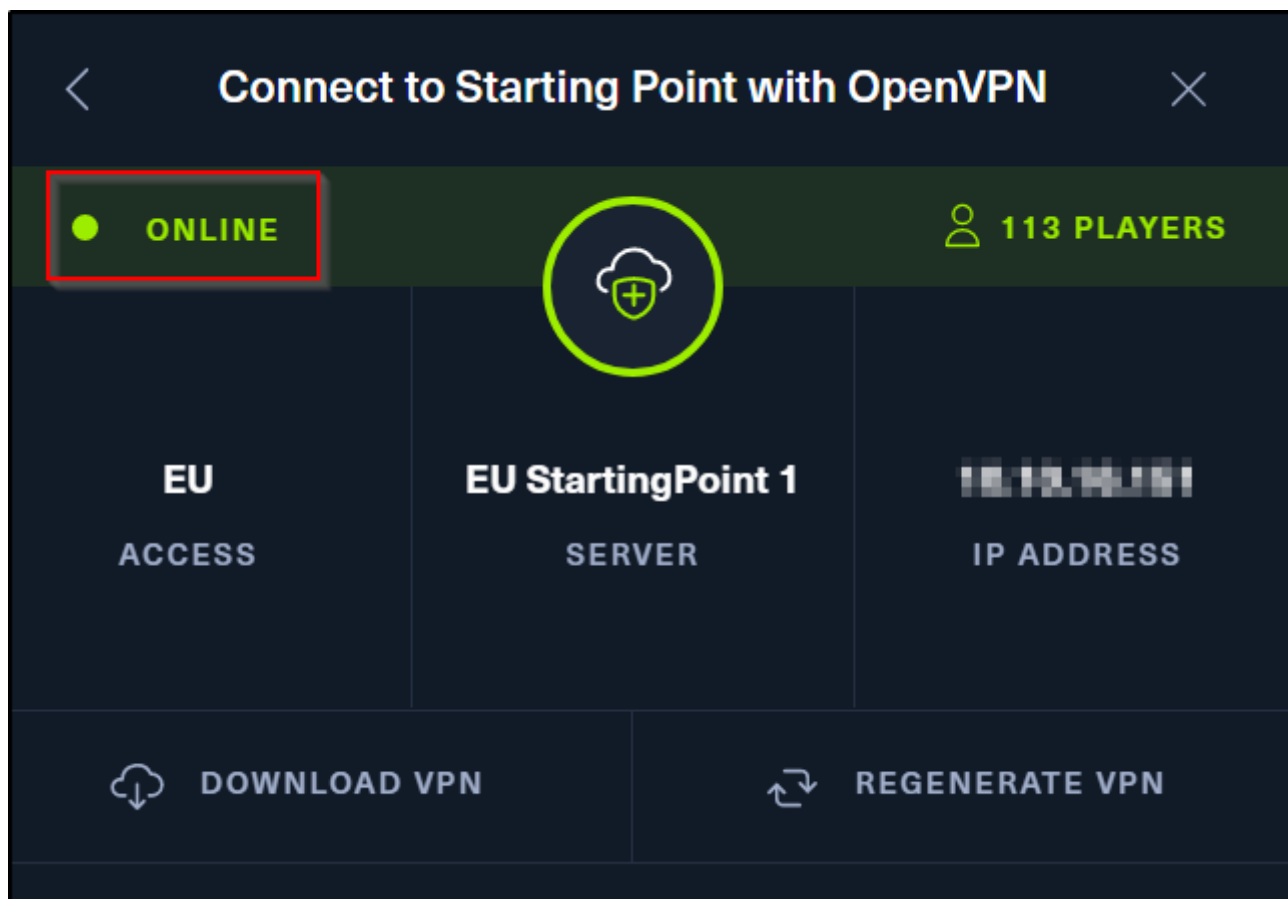 Connect to Starting Point with OpenVPN
ONLINE
113 PLAYERS
EU
EU StartingPoint 1
ACCESS
SERVER
IP ADDRESS
DOWNLOAD VPN
REGENERATE VPN